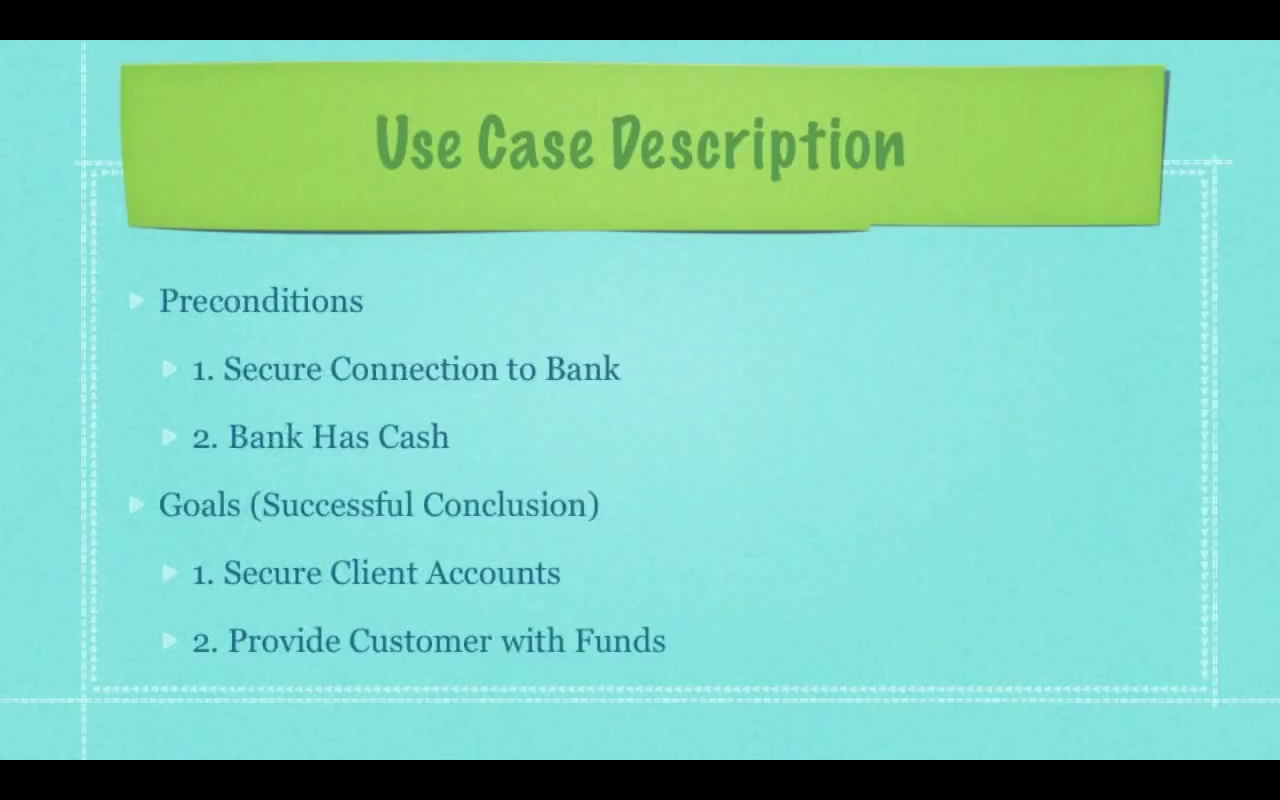 Use Case Description
Preconditions
1. Secure Connection to Bank
2. Bank Has Cash
Goals (Successful Conclusion)
1. Secure Client Accounts
2. Provide Customer with Funds